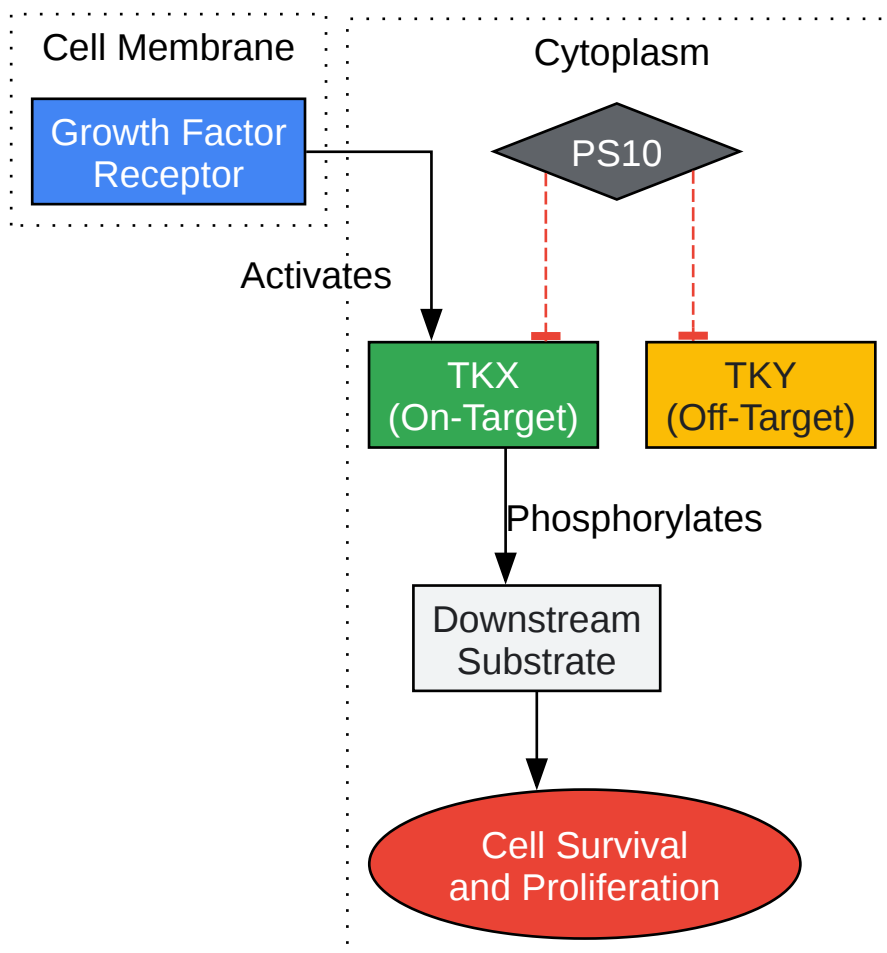 Cell Membrane
Cytoplasm
Growth Factor
Receptor
PS10
Activates
TKX
(On-Target)
TKY
(Off-Target)
Phosphorylates
Downstream
Substrate
Cell Survival
and Proliferation